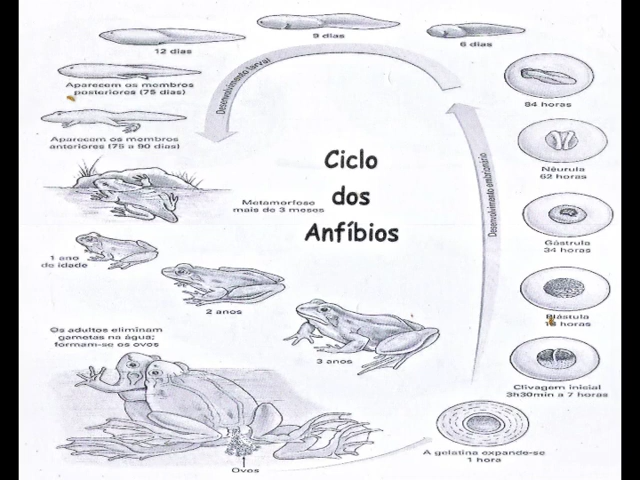 12 dias
9 dias
6 dias
Aparecem os membros
posteriores (75 dias)
Desenvolvimento larval
84 horas
Aparecem os membros
anteriores (75 a 90 dias)
Ciclo
dos
Anfíbios
Desenvolvimento embrionário
Nêurula
62 horas
Metamorfose
mais de 3 meses
Gástrula
34 horas
1 ano
de idade
2 anos
Blástula
horas
Os adultos eliminam
gametas na água;
formam-se os ovos
3 anos
Clivagem inicial
3h30min a 7 horas
A gelatina expande-se
1 hora
Ovos